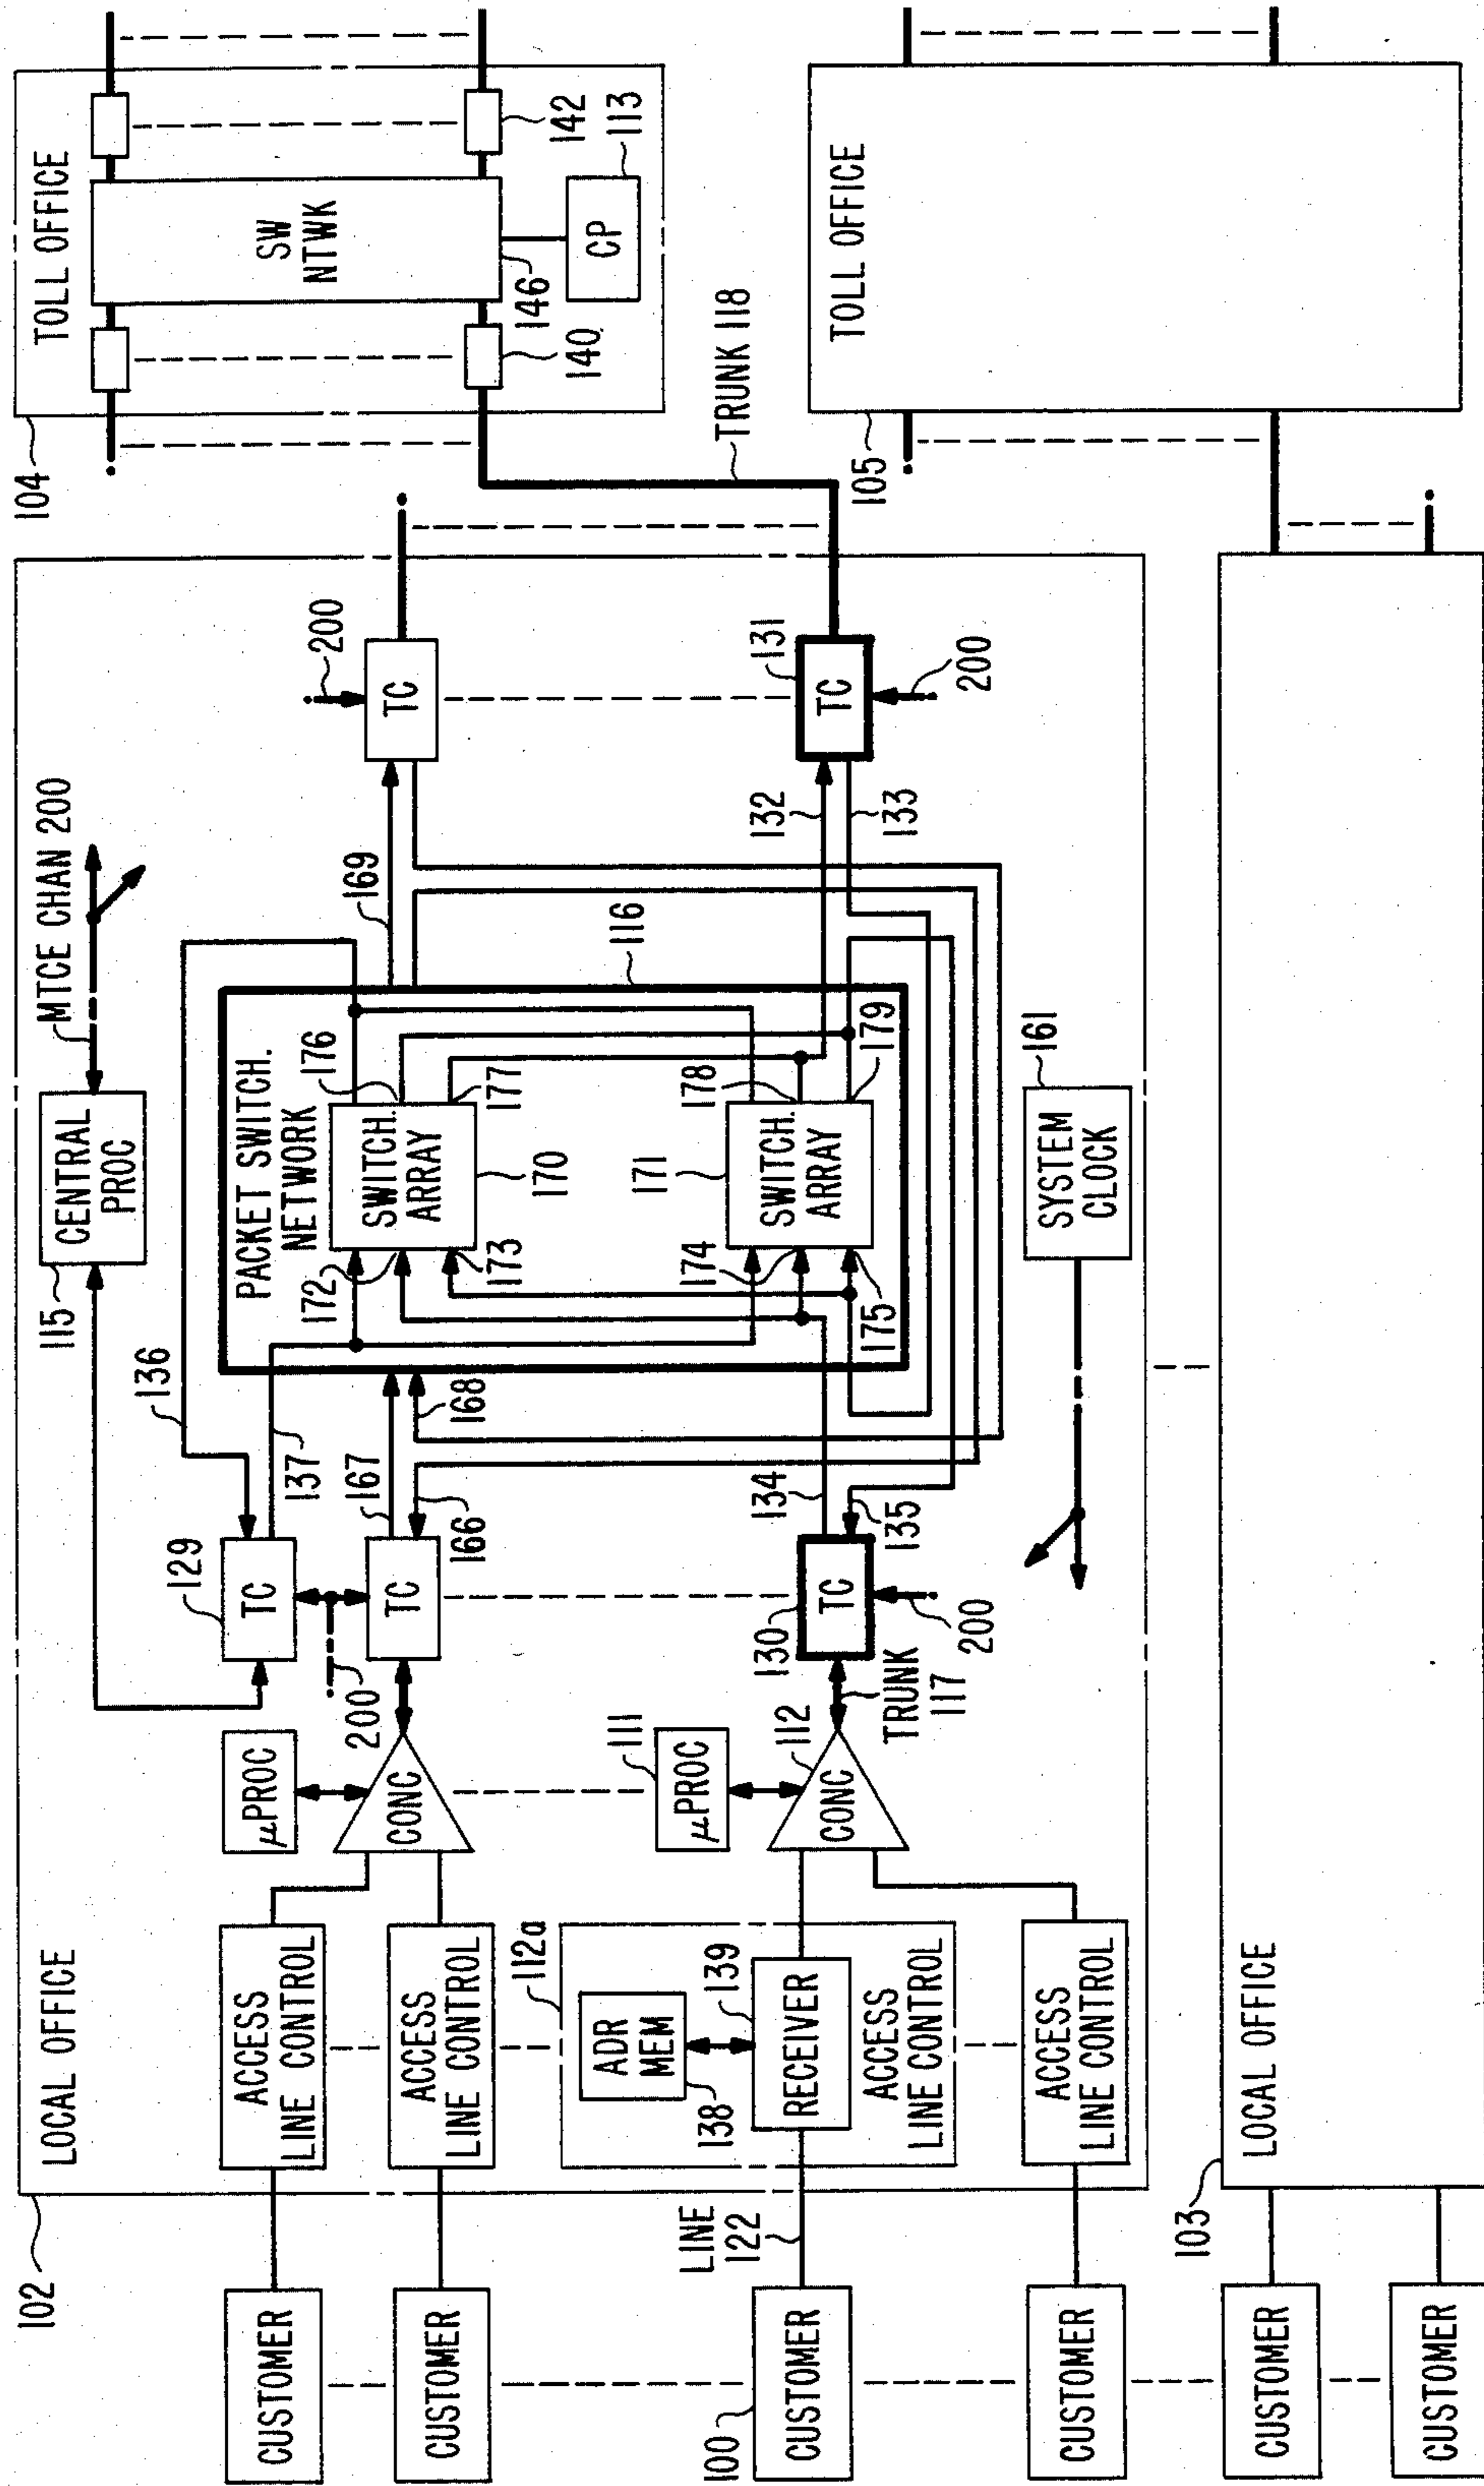 102
LOCAL OFFICE
CUSTOMER
ACCESS
LINE CONTROL
CUSTOMER
ACCESS
LINE CONTROL
µPROC
CONC
200
129
TC
TC
115
CENTRAL
PROC
MTCE CHAN 200
136
137
167
166
168
PACKET SWITCH.
NETWORK
172
173
SWITCH.
ARRAY
170
176
177
116
169
TC
200
112a
ADR
MEM
138
139
RECEIVER
ACCESS
LINE CONTROL
LINE
122
100
CUSTOMER
111
µPROC
112
CONC
TRUNK
117
130
TC
200
134
135
174
175
171
SWITCH.
ARRAY
178
179
132
133
131
TC
200
CUSTOMER
ACCESS
LINE CONTROL
161
SYSTEM
CLOCK
104
TOLL OFFICE
SW
NTWK
146
140
142
CP
113
TRUNK 118
105
TOLL OFFICE
103
LOCAL OFFICE
CUSTOMER
CUSTOMER